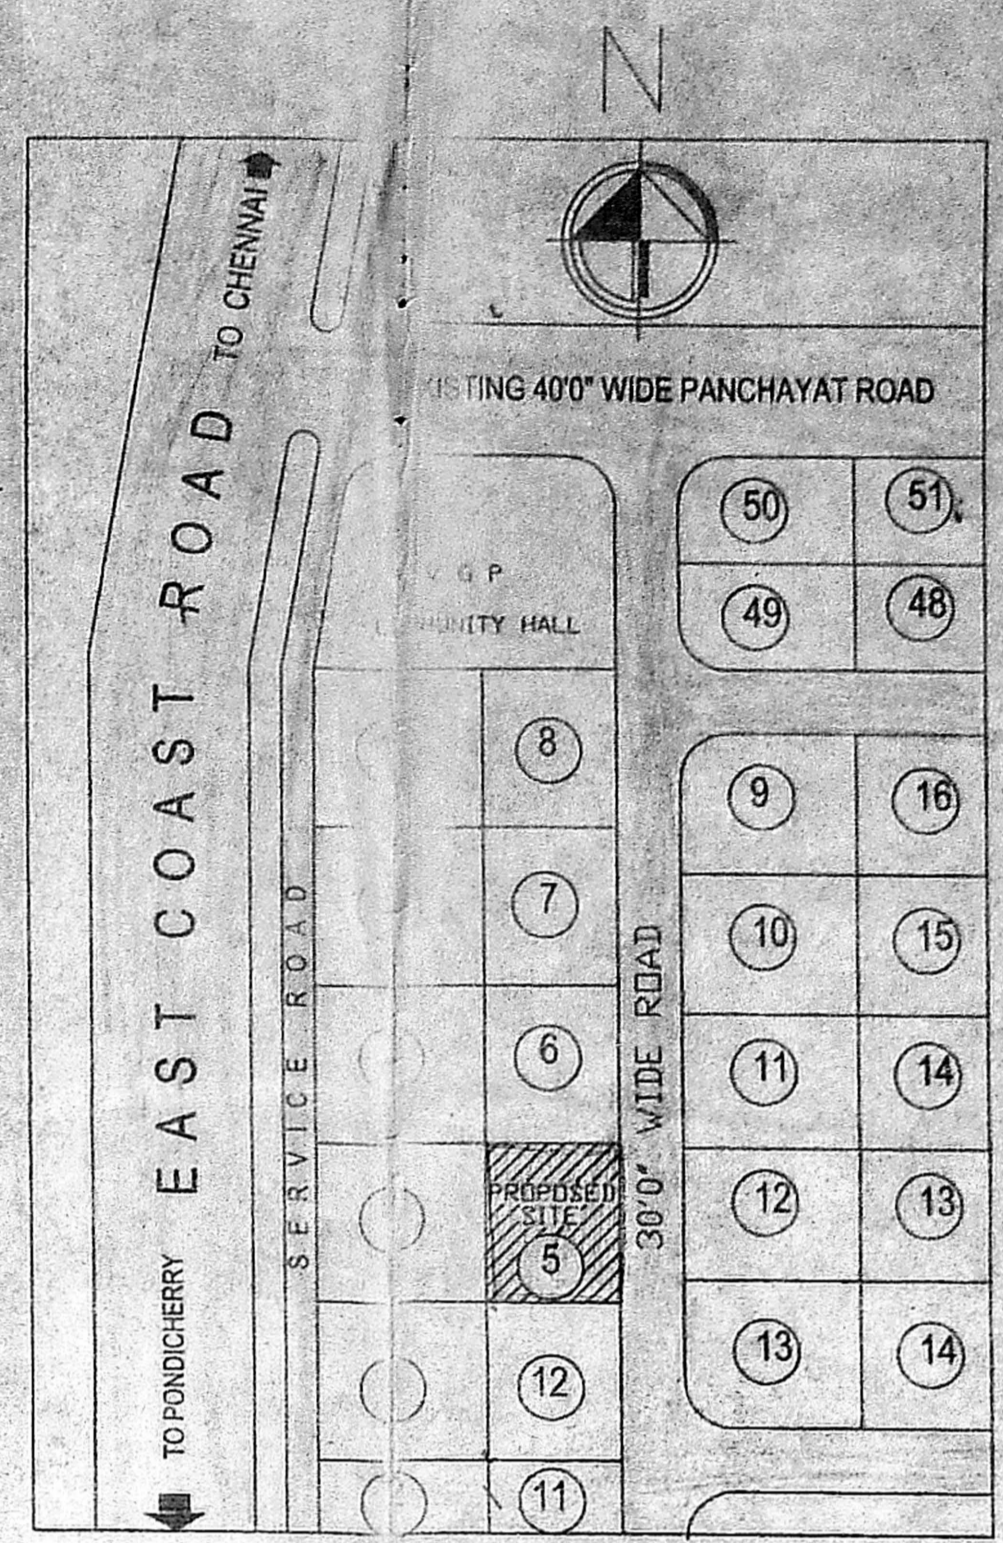 N
TO CHENNAI
EXISTING 40'0" WIDE PANCHAYAT ROAD
EAST COAST ROAD
50
51
49
48
V G P
COMMUNITY HALL
8
9
16
7
10
15
SERVICE ROAD
30'0" WIDE ROAD
6
11
14
PROPOSED
"SITE"
5
12
13
TO PONDICHERRY
12
13
14
11